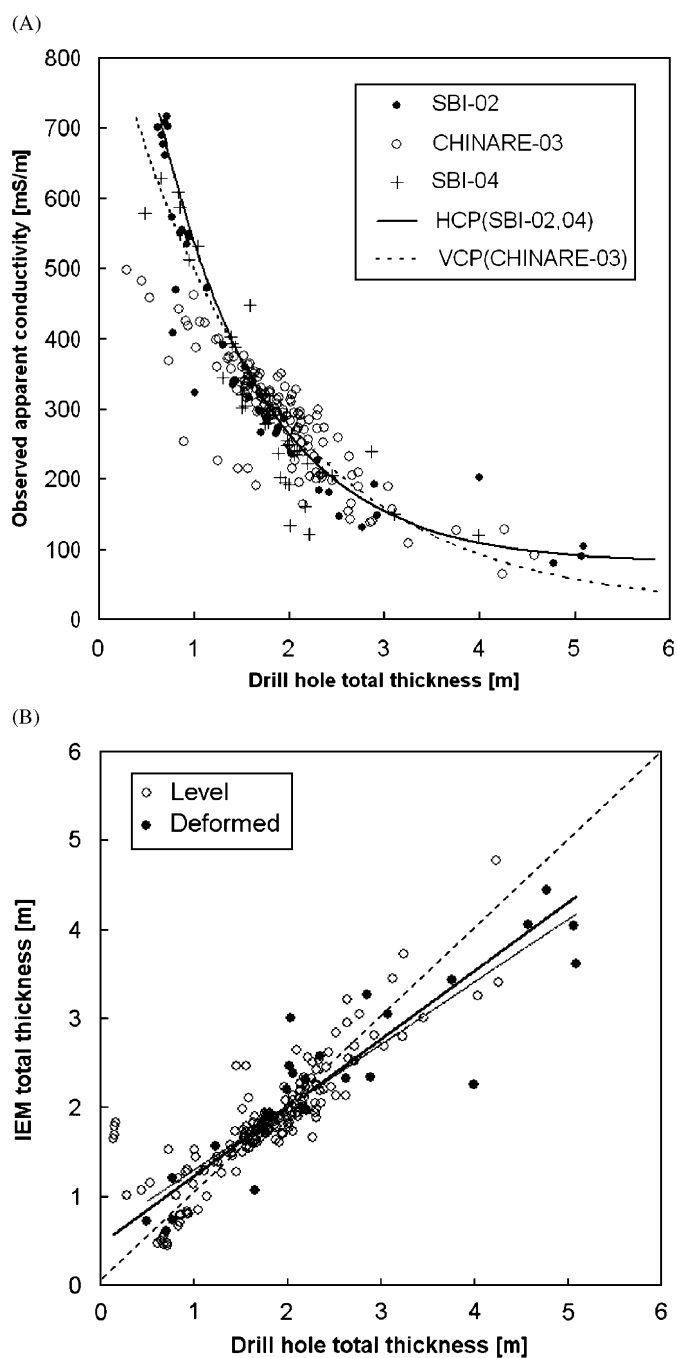 (A)
800
700
600
500
400
300
200
100
0
Observed apparent conductivity [mS/m]
SBI-02
CHINARE-03
SBI-04
HCP(SBI-02,04)
VCP(CHINARE-03)
0 1 2 3 4 5 6
Drill hole total thickness [m]
(B)
6
5
4
3
2
1
0
IEM total thickness [m]
Level
Deformed
0 1 2 3 4 5 6
Drill hole total thickness [m]